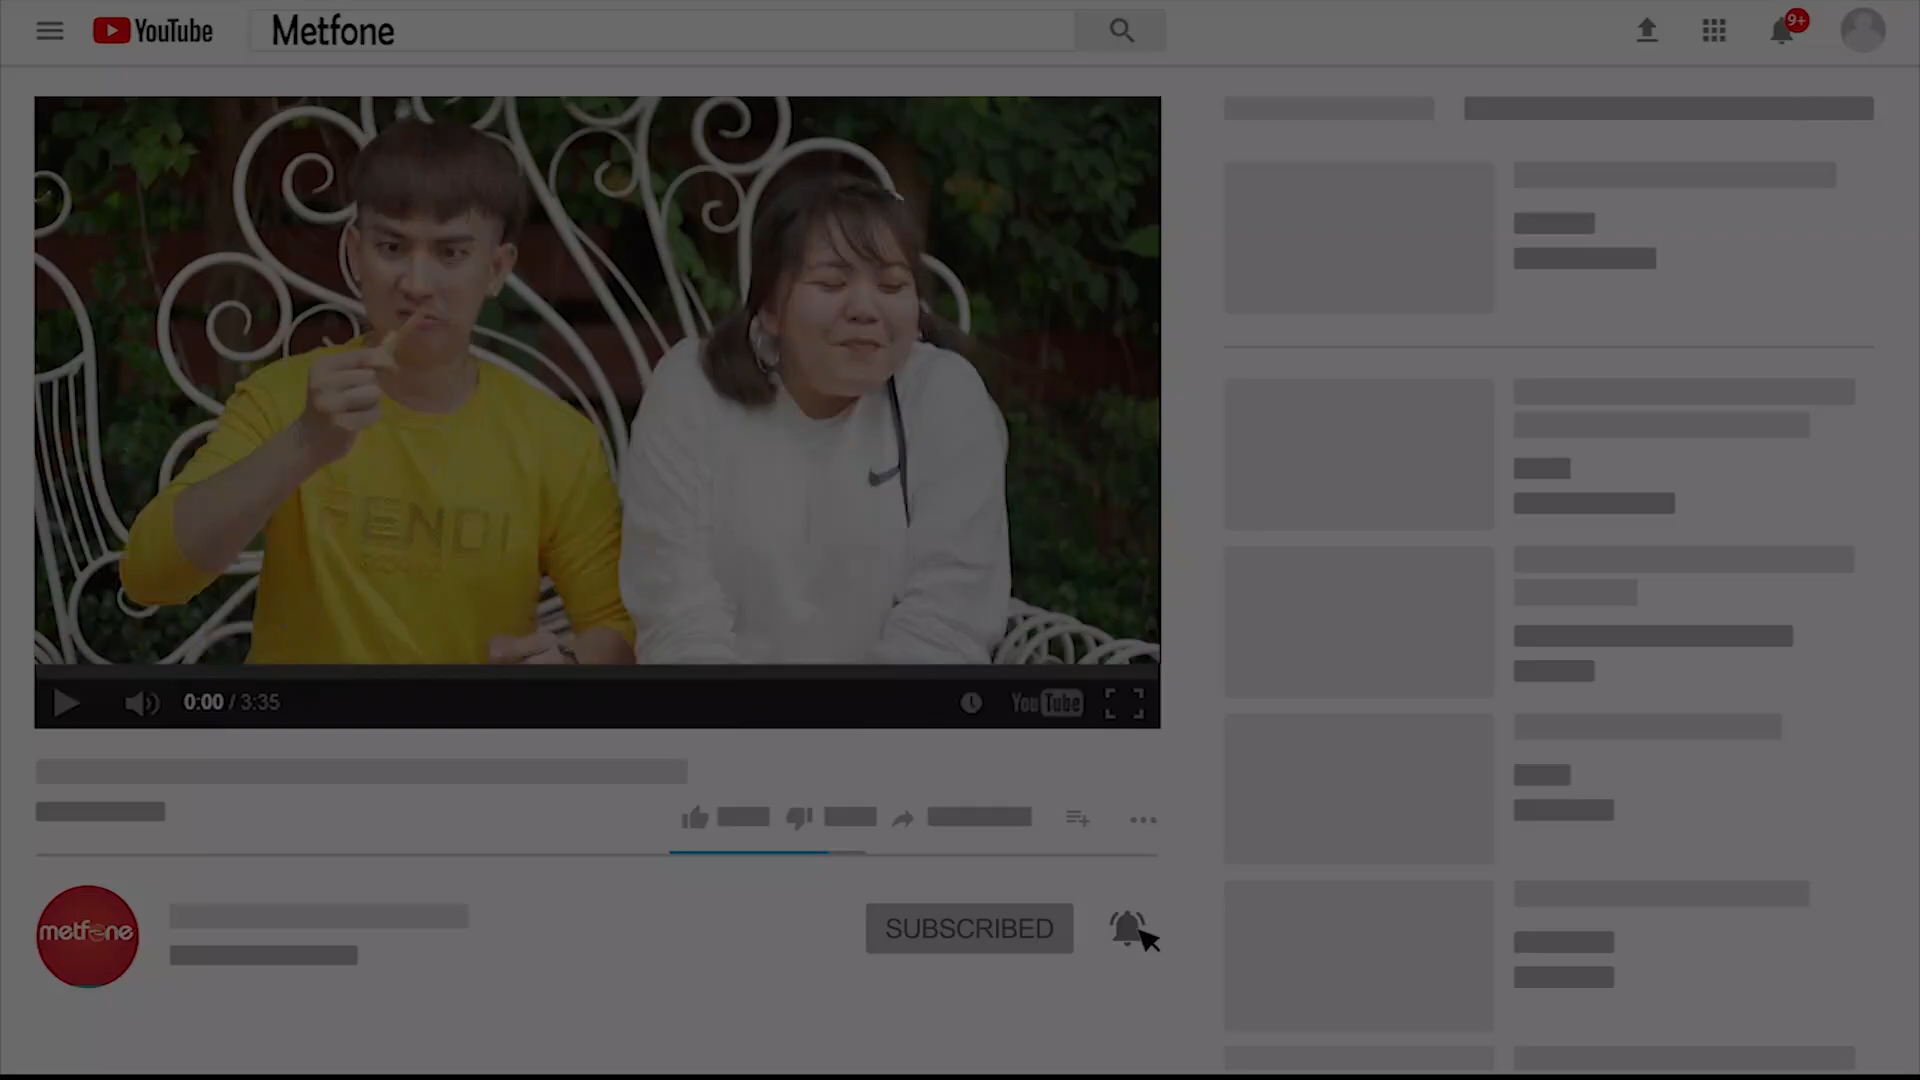 YouTube
Metfone
9+
FENDI
0:00 / 3:35
YouTube
metfone
SUBSCRIBED